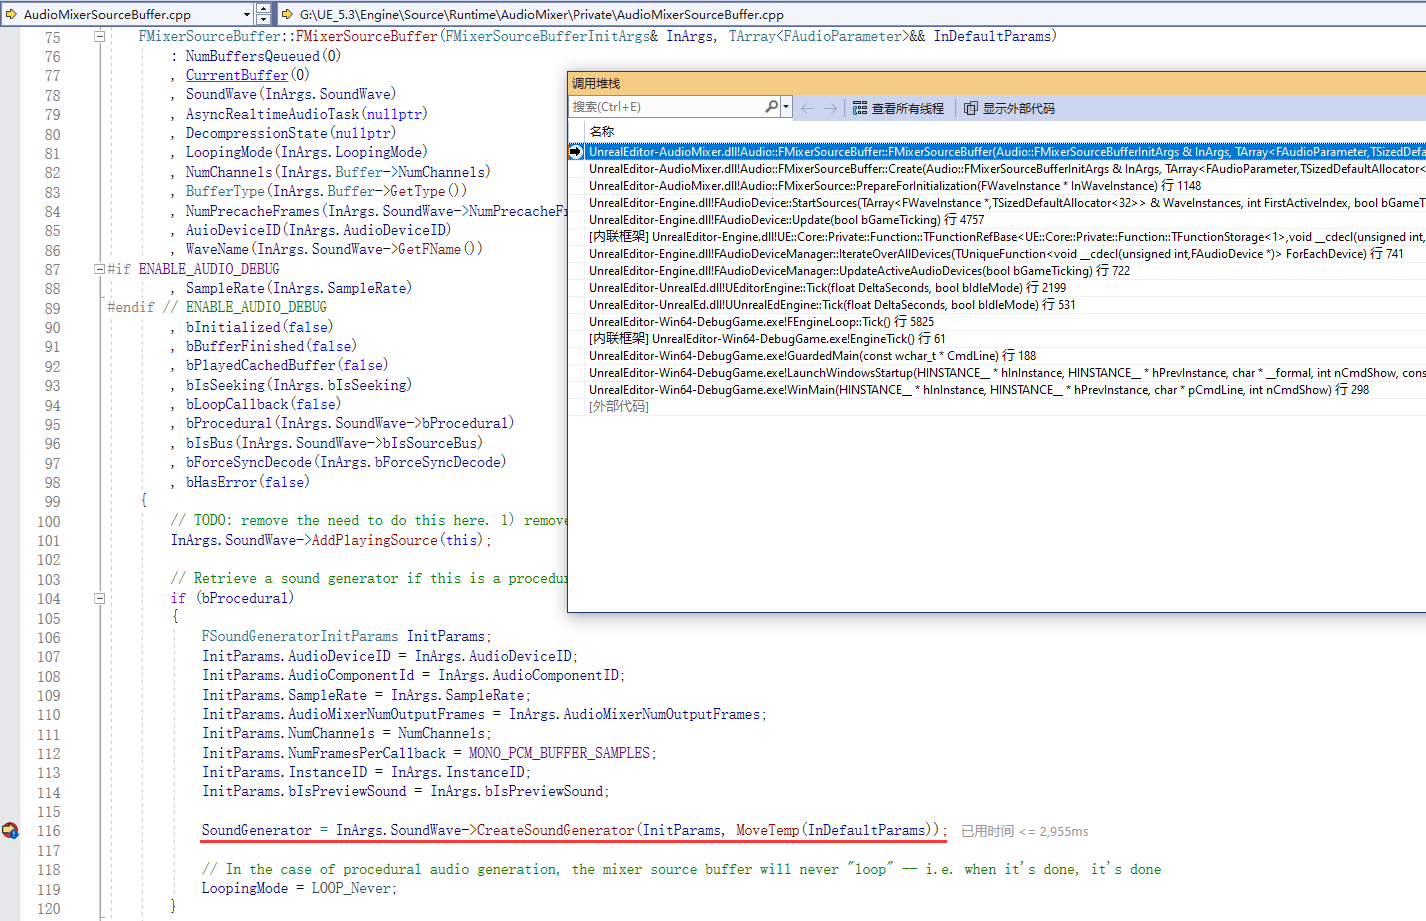 AudioMixerSourceBuffer.cpp
G:\UE_5.3\Engine\Source\Runtime\AudioMixer\Private\AudioMixerSourceBuffer.cpp
75 FMixerSourceBuffer::FMixerSourceBuffer(FMixerSourceBufferInitArgs& InArgs, TArray<FAudioParameter>&& InDefaultParams)
76 : NumBuffersQeueued(0)
77 , CurrentBuffer(0)
78 , SoundWave(InArgs.SoundWave)
79 , AsyncRealtimeAudioTask(nullptr)
80 , DecompressionState(nullptr)
81 , LoopingMode(InArgs.LoopingMode)
82 , NumChannels(InArgs.Buffer->NumChannels)
83 , BufferType(InArgs.Buffer->GetType())
84 , NumPrecacheFrames(InArgs.SoundWave->NumPrecacheFr
85 , AuioDeviceID(InArgs.AudioDeviceID)
86 , WaveName(InArgs.SoundWave->GetFName())
87 #if ENABLE_AUDIO_DEBUG
88 , SampleRate(InArgs.SampleRate)
89 #endif // ENABLE_AUDIO_DEBUG
90 , bInitialized(false)
91 , bBufferFinished(false)
92 , bPlayedCachedBuffer(false)
93 , bIsSeeking(InArgs.bIsSeeking)
94 , bLoopCallback(false)
95 , bProcedural(InArgs.SoundWave->bProcedural)
96 , bIsBus(InArgs.SoundWave->bIsSourceBus)
97 , bForceSyncDecode(InArgs.bForceSyncDecode)
98 , bHasError(false)
99 {
100 // TODO: remove the need to do this here. 1) remove
101 InArgs.SoundWave->AddPlayingSource(this);
102
103 // Retrieve a sound generator if this is a procedur
104 if (bProcedural)
105 {
106 FSoundGeneratorInitParams InitParams;
107 InitParams.AudioDeviceID = InArgs.AudioDeviceID;
108 InitParams.AudioComponentId = InArgs.AudioComponentID;
109 InitParams.SampleRate = InArgs.SampleRate;
110 InitParams.AudioMixerNumOutputFrames = InArgs.AudioMixerNumOutputFrames;
111 InitParams.NumChannels = NumChannels;
112 InitParams.NumFramesPerCallback = MONO_PCM_BUFFER_SAMPLES;
113 InitParams.InstanceID = InArgs.InstanceID;
114 InitParams.bIsPreviewSound = InArgs.bIsPreviewSound;
115
116 SoundGenerator = InArgs.SoundWave->CreateSoundGenerator(InitParams, MoveTemp(InDefaultParams)); 已用时间 <= 2,955ms
117
118 // In the case of procedural audio generation, the mixer source buffer will never "loop" -- i.e. when it's done, it's done
119 LoopingMode = LOOP_Never;
120 }
调用堆栈
搜索(Ctrl+E) 查看所有线程 显示外部代码
名称
UnrealEditor-AudioMixer.dll!Audio::FMixerSourceBuffer::FMixerSourceBuffer(Audio::FMixerSourceBufferInitArgs & InArgs, TArray<FAudioParameter,TSizedDefaultAllocat
UnrealEditor-AudioMixer.dll!Audio::FMixerSourceBuffer::Create(Audio::FMixerSourceBufferInitArgs & InArgs, TArray<FAudioParameter,TSizedDefaultAllocator<
UnrealEditor-AudioMixer.dll!Audio::FMixerSource::PrepareForInitialization(FWaveInstance * InWaveInstance) 行 1148
UnrealEditor-Engine.dll!FAudioDevice::StartSources(TArray<FWaveInstance *,TSizedDefaultAllocator<32>> & WaveInstances, int FirstActiveIndex, bool bGameT
UnrealEditor-Engine.dll!FAudioDevice::Update(bool bGameTicking) 行 4757
[内联框架] UnrealEditor-Engine.dll!UE::Core::Private::Function::TFunctionRefBase<UE::Core::Private::Function::TFunctionStorage<1>,void __cdecl(unsigned int,
UnrealEditor-Engine.dll!FAudioDeviceManager::IterateOverAllDevices(TUniqueFunction<void __cdecl(unsigned int,FAudioDevice *)> ForEachDevice) 行 741
UnrealEditor-Engine.dll!FAudioDeviceManager::UpdateActiveAudioDevices(bool bGameTicking) 行 722
UnrealEditor-UnrealEd.dll!UEditorEngine::Tick(float DeltaSeconds, bool bIdleMode) 行 2199
UnrealEditor-UnrealEd.dll!UUnrealEdEngine::Tick(float DeltaSeconds, bool bIdleMode) 行 531
UnrealEditor-Win64-DebugGame.exe!FEngineLoop::Tick() 行 5825
[内联框架] UnrealEditor-Win64-DebugGame.exe!EngineTick() 行 61
UnrealEditor-Win64-DebugGame.exe!GuardedMain(const wchar_t * CmdLine) 行 188
UnrealEditor-Win64-DebugGame.exe!LaunchWindowsStartup(HINSTANCE__ * hInInstance, HINSTANCE__ * hPrevInstance, char * __formal, int nCmdShow, cons
UnrealEditor-Win64-DebugGame.exe!WinMain(HINSTANCE__ * hInInstance, HINSTANCE__ * hPrevInstance, char * pCmdLine, int nCmdShow) 行 298
[外部代码]